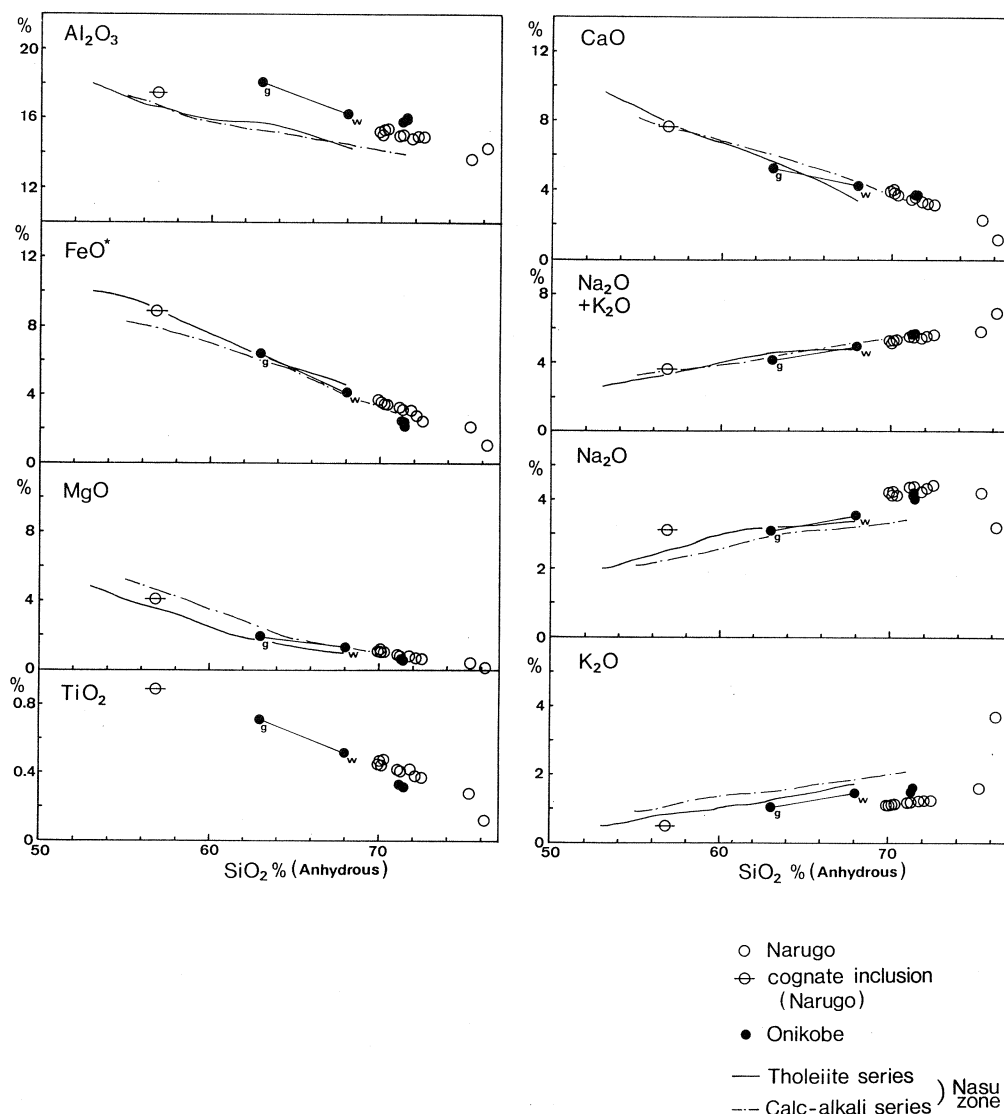 %
Al₂O₃
20
16
12
g
w
%
FeO*
12
8
4
0
g
w
%
MgO
8
4
0
g
w
%
TiO₂
0.8
0.4
0
g
w
50
60
70
SiO₂ % (Anhydrous)
%
CaO
12
8
4
0
g
w
%
Na₂O
+K₂O
8
4
0
g
w
%
Na₂O
6
4
2
0
g
w
%
K₂O
4
2
0
g
w
50
60
70
SiO₂ % (Anhydrous)
Narugo
cognate inclusion
(Narugo)
Onikobe
Tholeiite series
Calc-alkali series
) Nasu
zone